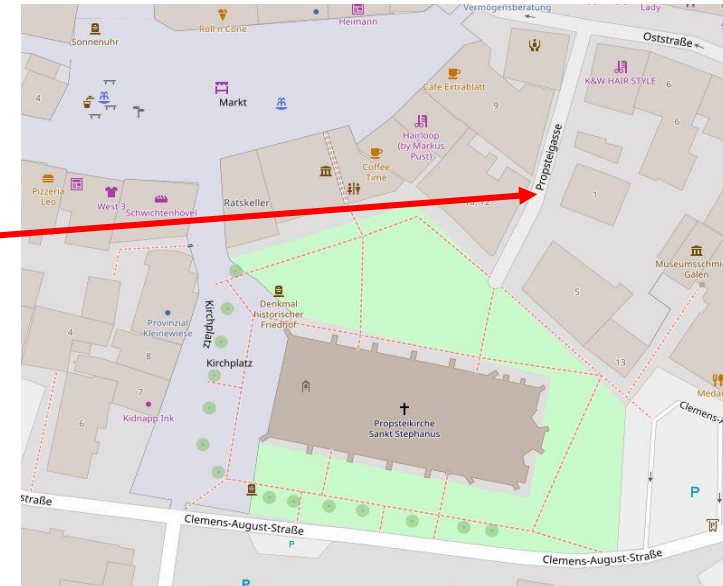 Vermögensberatung
Lady
Roll n Cone
Heimann
Sonnenuhr
Oststraße
K&W HAIR STYLE
6
Cafe Extrablatt
9
4
Markt
6
Hairloop
(by Markus
Pust)
Propsteigasse
Coffee
Time
Pizzeria
Leo
West 3
Schwichtenhövel
Ratskeller
1
Museumsschmi
Galen
Denkmal
historischer
Friedhof
5
Provinzial
Kleinewiese
4
Kirchplatz
8
Kirchplatz
13
7
Medai
Kidnapp.Ink
6
Clemens-A
Propsteikirche
Sankt Stephanus
P
straße
Clemens-August-Straße
P
Clemens-August-Straße
P